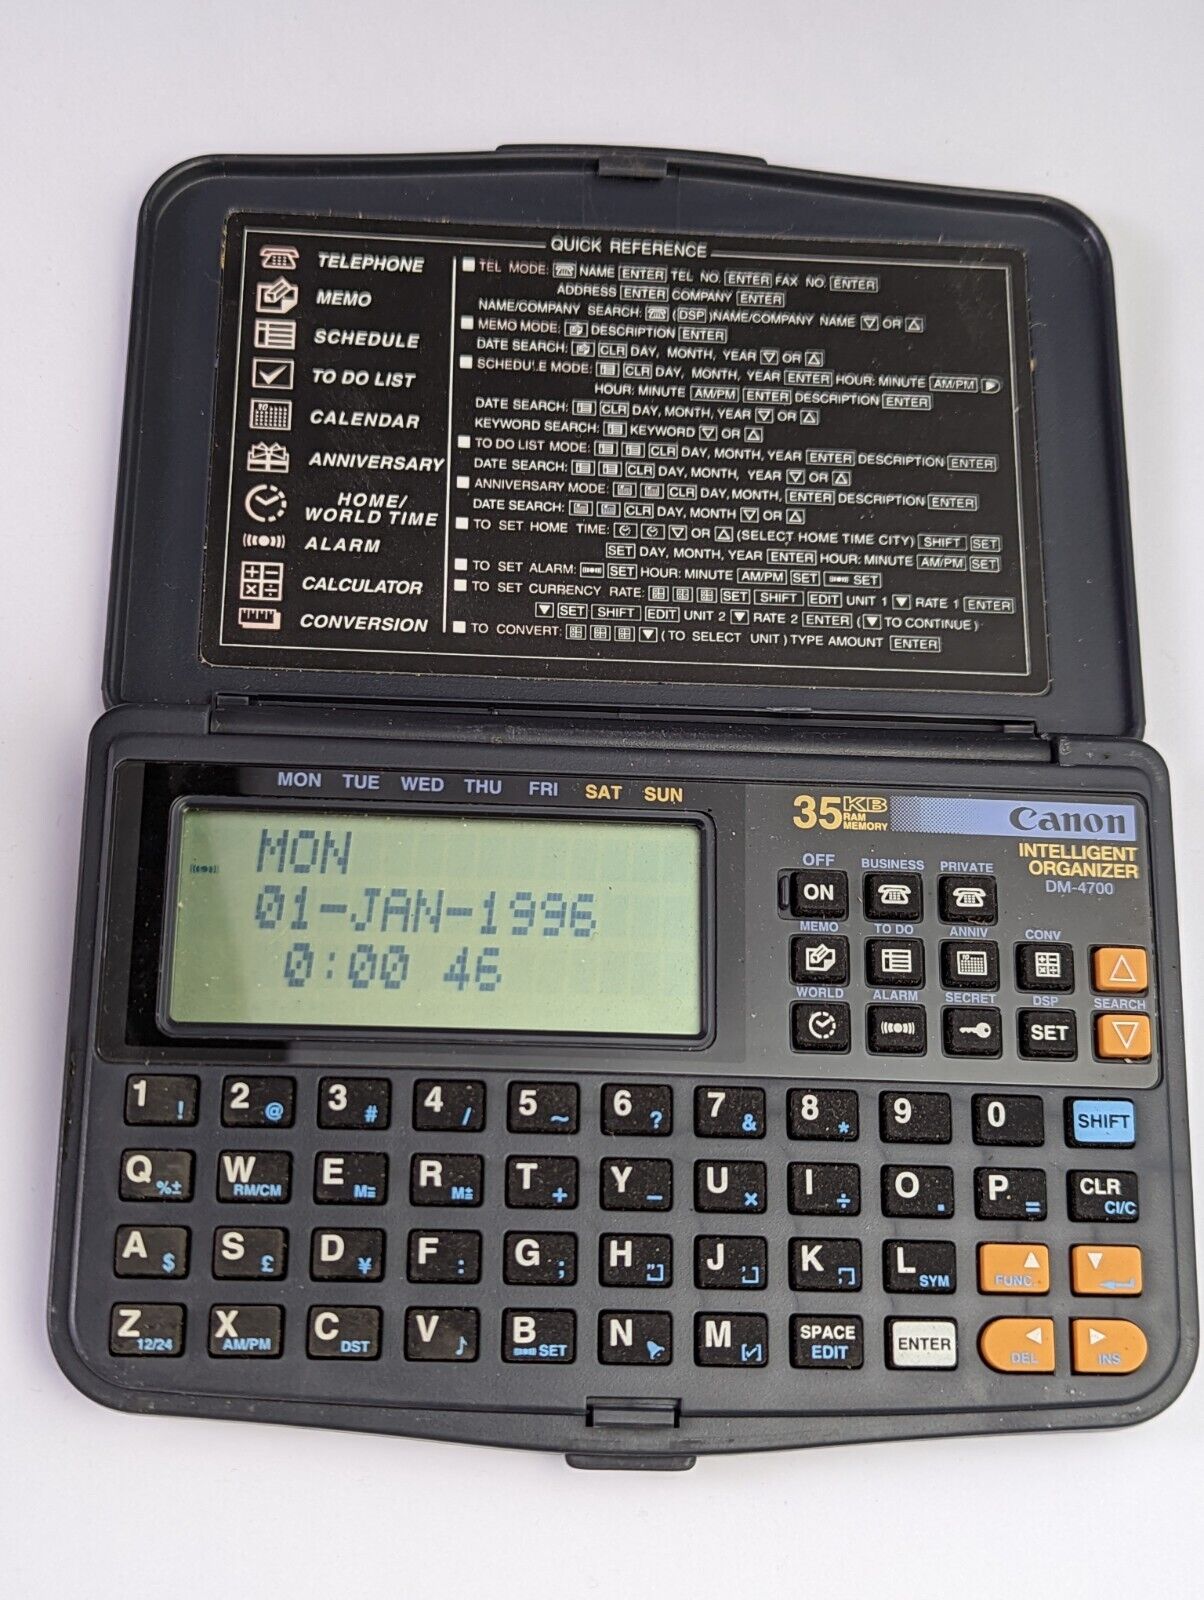 QUICK REFERENCE
TELEPHONE
MEMO
SCHEDULE
TO DO LIST
CALENDAR
ANNIVERSARY
HOME/
WORLD TIME
ALARM
CALCULATOR
CONVERSION
TEL MODE: NAME ENTER TEL NO. ENTER FAX NO. ENTER
ADDRESS ENTER COMPANY ENTER
NAME/COMPANY SEARCH: (DSP) NAME/COMPANY NAME ▽ OR △
MEMO MODE: DESCRIPTION ENTER
DATE SEARCH: CLR DAY, MONTH, YEAR ▽ OR △
SCHEDULE MODE: CLR DAY, MONTH, YEAR ENTER HOUR: MINUTE AM/PM ▶
HOUR: MINUTE AM/PM ENTER DESCRIPTION ENTER
DATE SEARCH: CLR DAY, MONTH, YEAR ▽ OR △
KEYWORD SEARCH: KEYWORD ▽ OR △
TO DO LIST MODE: CLR DAY, MONTH, YEAR ENTER DESCRIPTION ENTER
DATE SEARCH: CLR DAY, MONTH, YEAR ▽ OR △
ANNIVERSARY MODE: CLR DAY, MONTH, ENTER DESCRIPTION ENTER
DATE SEARCH: CLR DAY, MONTH ▽ OR △
TO SET HOME TIME: ▽ OR △ (SELECT HOME TIME CITY) SHIFT SET
SET DAY, MONTH, YEAR ENTER HOUR: MINUTE AM/PM SET
TO SET ALARM: SET HOUR: MINUTE AM/PM SET SET
TO SET CURRENCY RATE: SET SHIFT EDIT UNIT 1 ▼ RATE 1 ENTER
▼ SET SHIFT EDIT UNIT 2 ▼ RATE 2 ENTER (▼ TO CONTINUE)
TO CONVERT: ▼ (TO SELECT UNIT) TYPE AMOUNT ENTER
MON TUE WED THU FRI SAT SUN
MON
01-JAN-1996
0:00 46
35 KB RAM MEMORY
Canon
INTELLIGENT
ORGANIZER
DM-4700
OFF BUSINESS PRIVATE
ON
MEMO TO DO ANNIV CONV
WORLD ALARM SECRET DSP SEARCH
SET
1 ! 2 @ 3 # 4 / 5 ~ 6 ? 7 & 8 * 9 0 SHIFT
Q %± W RM/CM E M= R M± T + Y − U × I ÷ O . P = CLR CI/C
A $ S £ D ¥ F : G ; H J K L SYM FUNC.
Z 12/24 X AM/PM C DST V ♪ B SET N M [✓] SPACE EDIT ENTER DEL INS